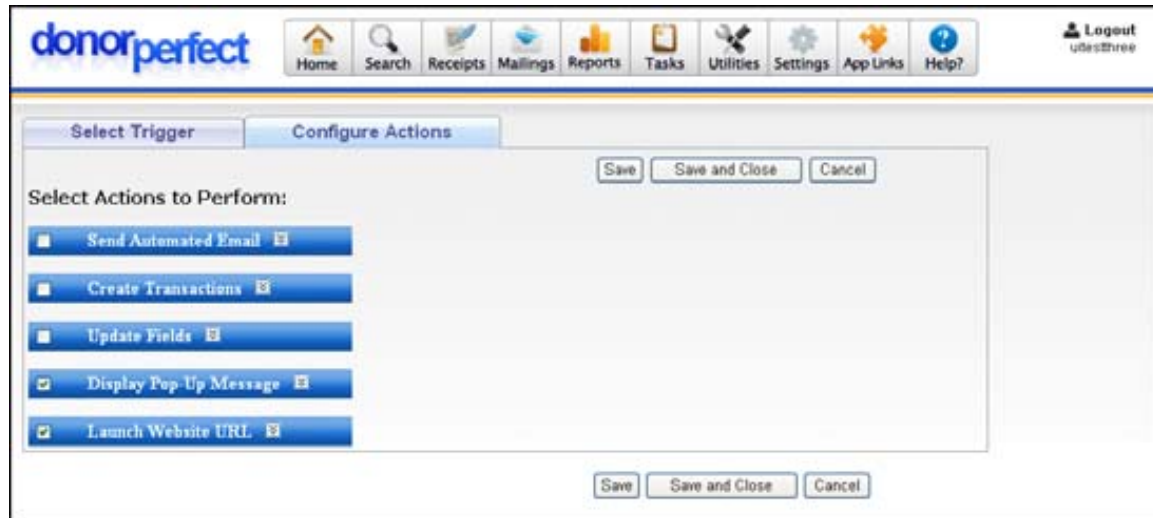 donorperfect
Home Search Receipts Mailings Reports Tasks Utilities Settings App Links Help?
Logout
Select Trigger Configure Actions
Save Save and Close Cancel
Select Actions to Perform:
Send Automated Email
Create Transactions
Update Fields
Display Pop-Up Message
Launch Website URL
Save Save and Close Cancel